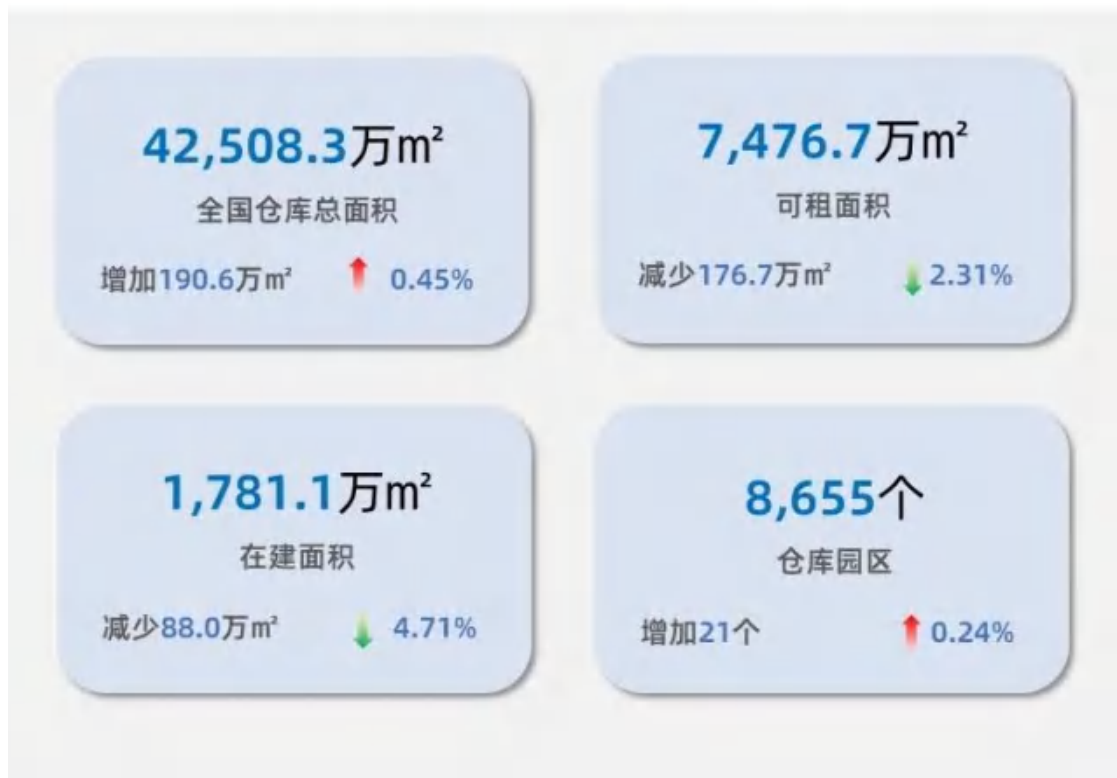 42,508.3万㎡
全国仓库总面积
增加190.6万㎡ 0.45%
7,476.7万㎡
可租面积
减少176.7万㎡ 2.31%
1,781.1万㎡
在建面积
减少88.0万㎡ 4.71%
8,655个
仓库园区
增加21个 0.24%